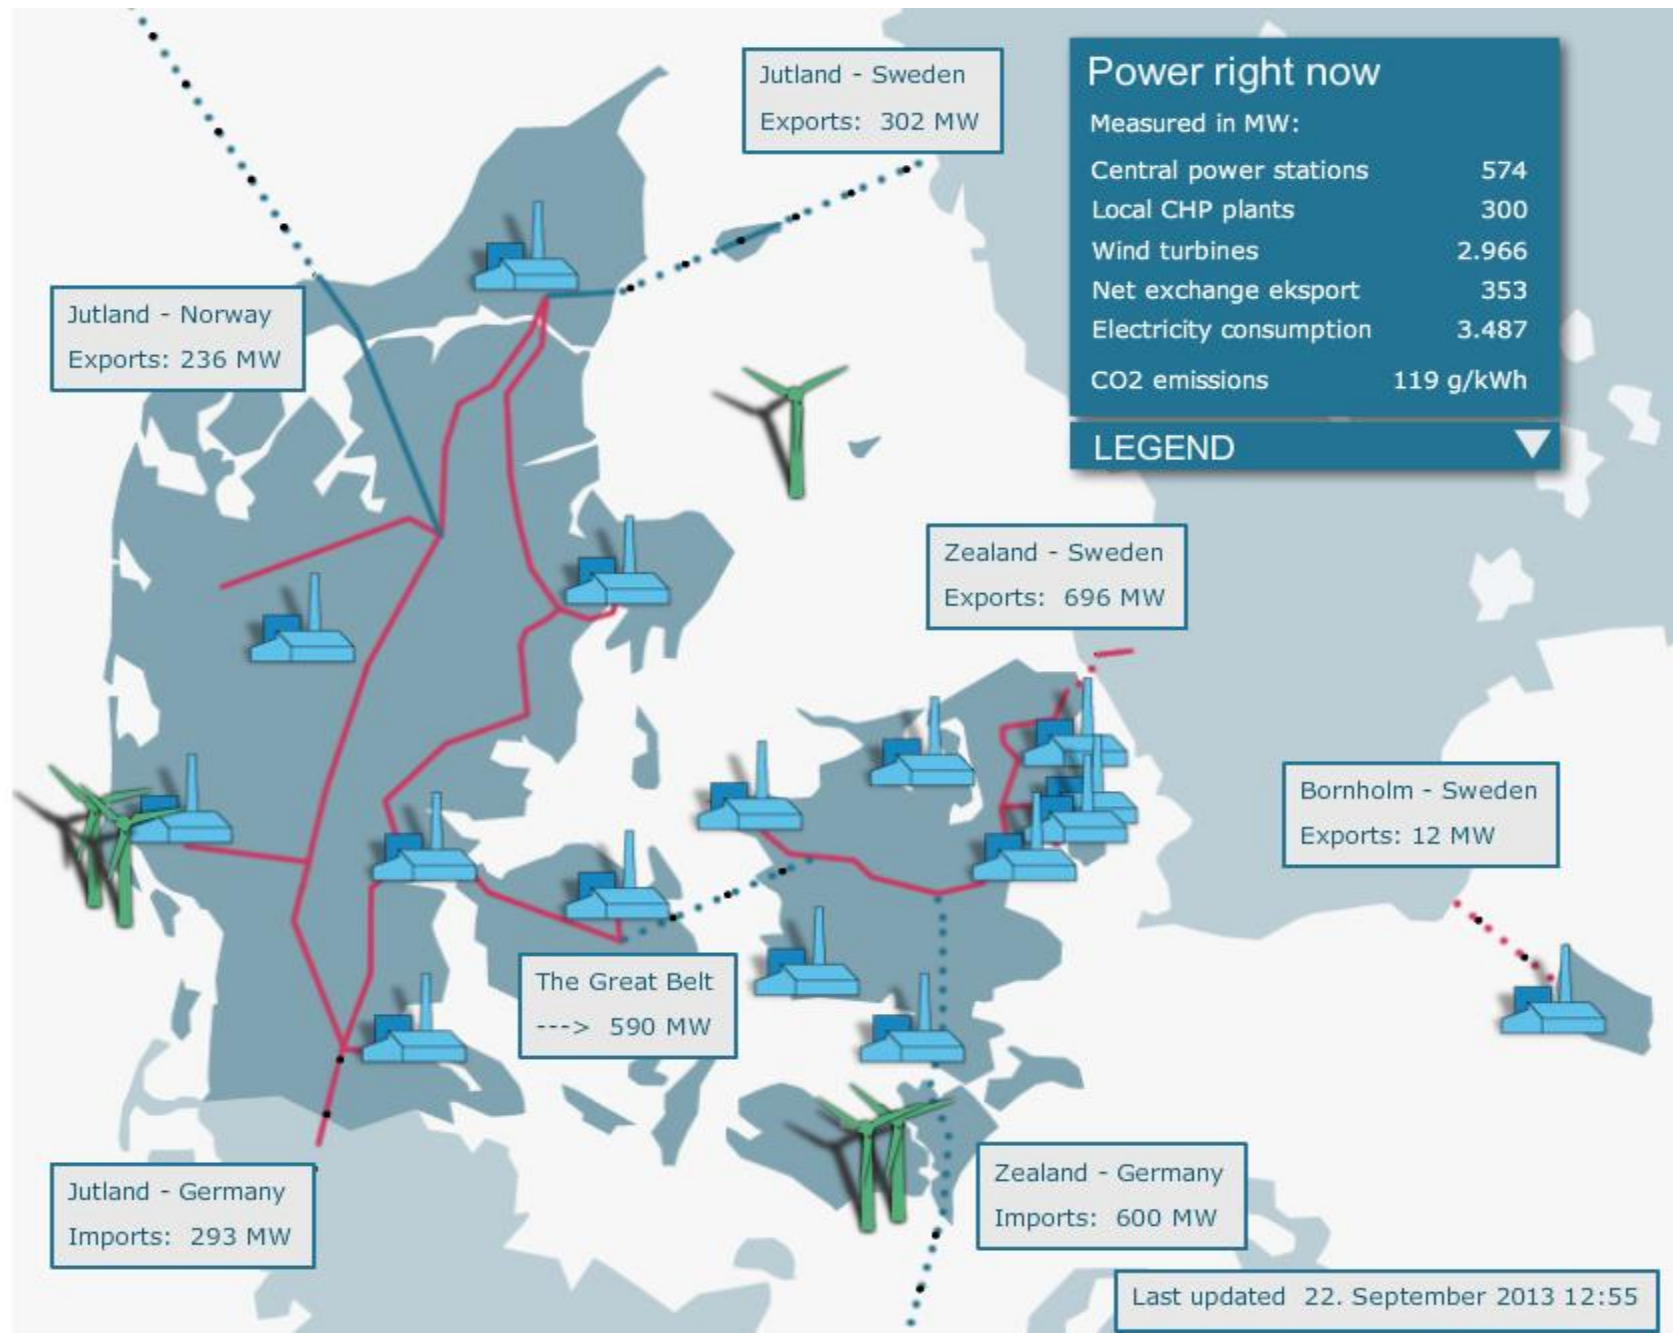 Jutland - Sweden
Exports: 302 MW
Power right now
Measured in MW:
Central power stations 574
Local CHP plants 300
Wind turbines 2.966
Net exchange eksport 353
Electricity consumption 3.487
CO2 emissions 119 g/kWh
LEGEND
Jutland - Norway
Exports: 236 MW
Zealand - Sweden
Exports: 696 MW
Bornholm - Sweden
Exports: 12 MW
The Great Belt
---> 590 MW
Jutland - Germany
Imports: 293 MW
Zealand - Germany
Imports: 600 MW
Last updated 22. September 2013 12:55